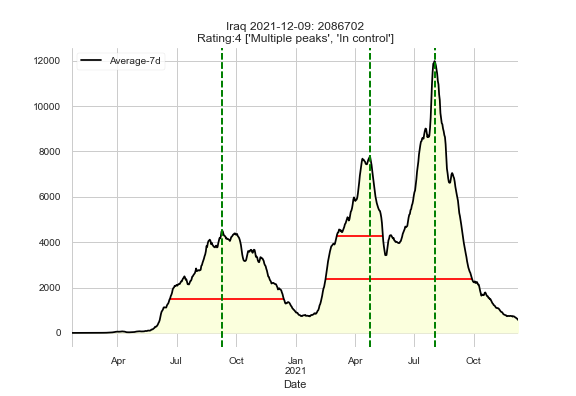 Iraq 2021-12-09: 2086702
Rating:4 ['Multiple peaks', 'In control']
Average-7d
12000
10000
8000
6000
4000
2000
0
Apr Jul Oct Jan Apr Jul Oct
2021
Date